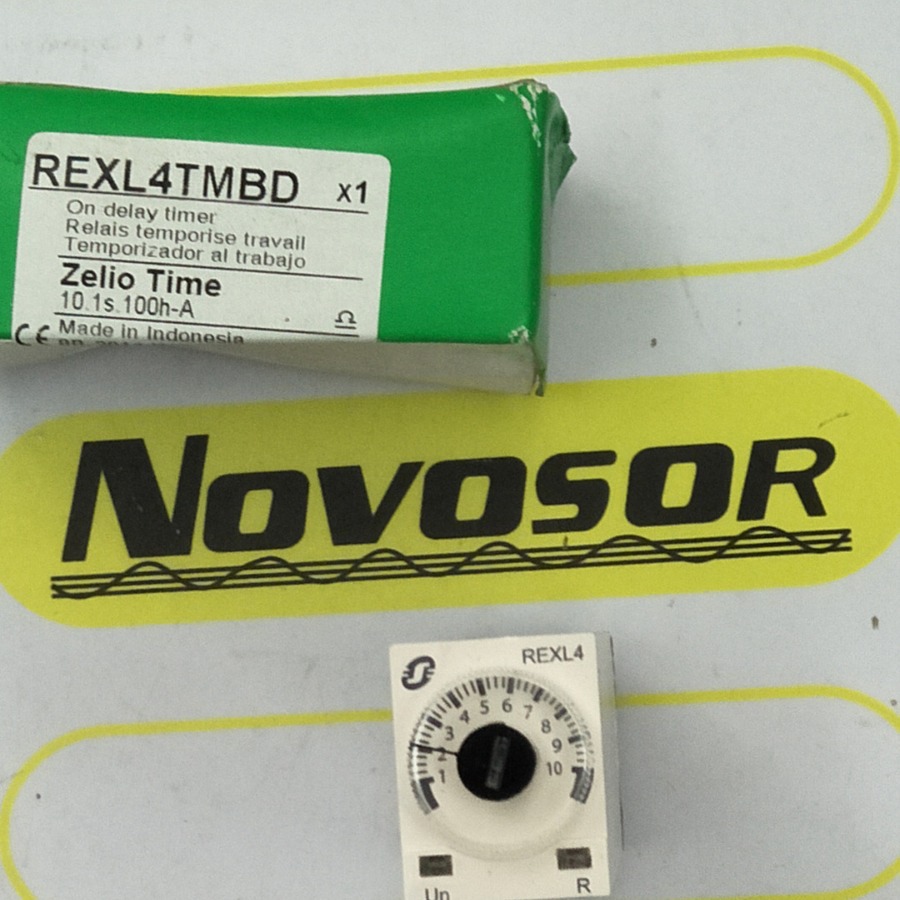 REXL4TMBD x1
On delay timer
Relais temporise travail
Temporizador al trabajo
Zelio Time
10.1s.100h-A
CE Made in Indonesia
NOVOSOR
REXL4
1 2 3 4 5 6 7 8 9 10
Un R